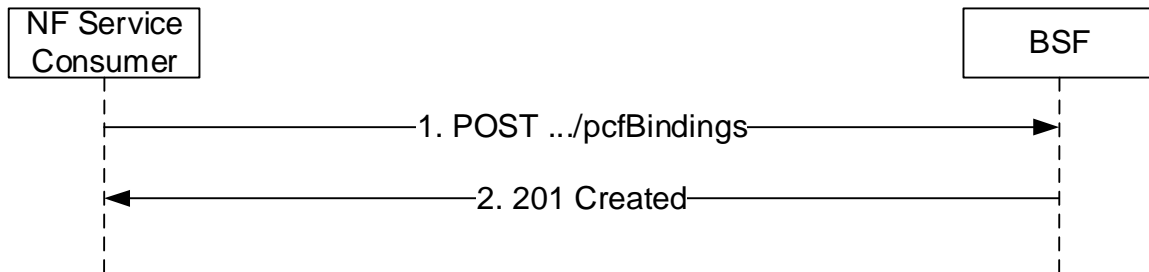 NF Service
Consumer
BSF
1. POST .../pcfBindings
2. 201 Created